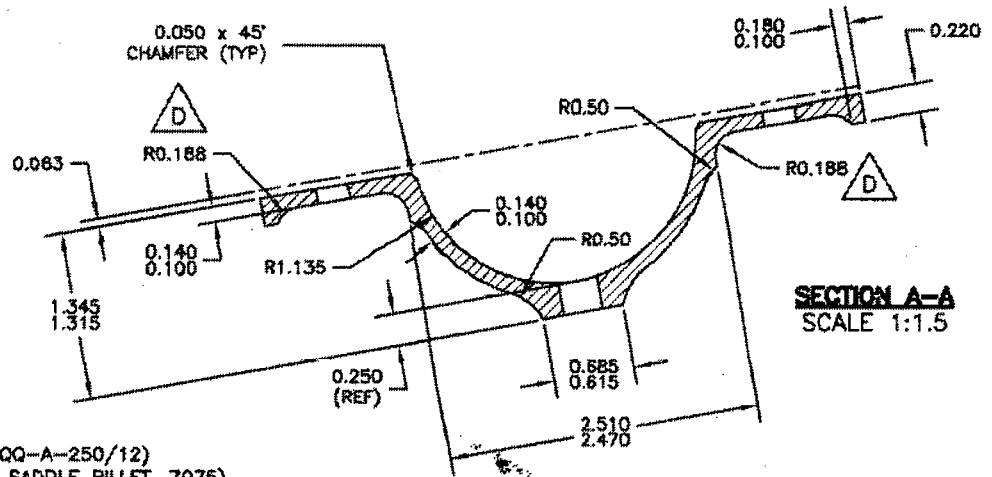 0.050 x 45°
CHAMFER (TYP)
0.180
0.100
0.220
D
R0.50
0.063
R0.188
R0.188
D
0.140
0.100
0.140
0.100
R0.50
R1.135
1.345
1.315
SECTION A-A
SCALE 1:1.5
0.250
(REF)
0.685
0.615
2.510
2.470
QQ-A-250/12)
SADDLE BILLET, 7075)